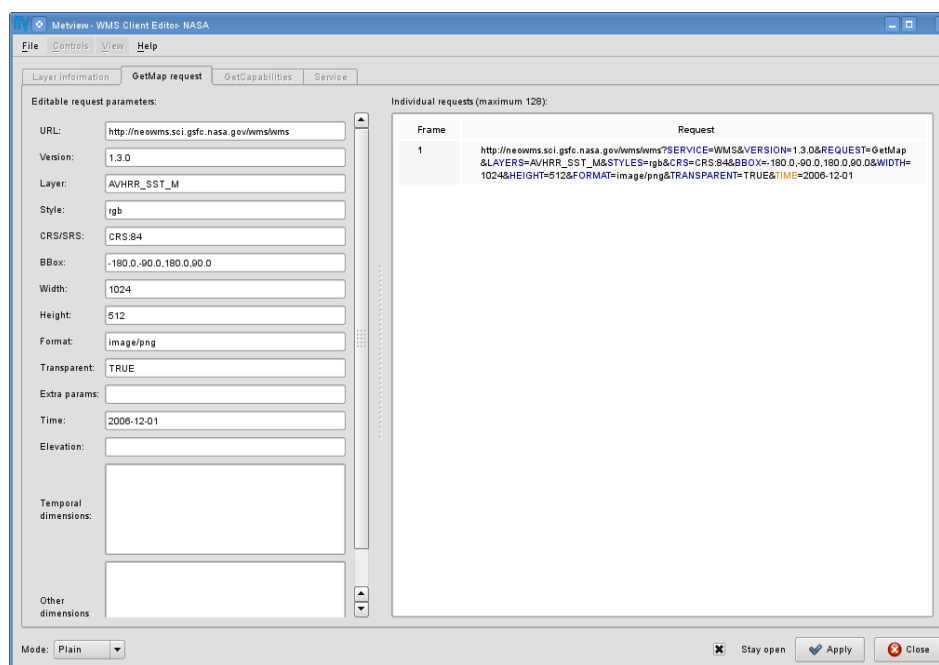 Metview - WMS Client Editor- NASA
File Controls View Help
Layer information GetMap request GetCapabilities Service
Editable request parameters:
URL: http://neowms.sci.gsfc.nasa.gov/wms/wms
Version: 1.3.0
Layer: AVHRR_SST_M
Style: rgb
CRS/SRS: CRS:84
BBox: -180.0,-90.0,180.0,90.0
Width: 1024
Height: 512
Format: image/png
Transparent: TRUE
Extra params:
Time: 2006-12-01
Elevation:
Temporal
dimensions:
Other
dimensions
Individual requests (maximum 128):
Frame Request
1 http://neowms.sci.gsfc.nasa.gov/wms/wms?SERVICE=WMS&VERSION=1.3.0&REQUEST=GetMap
&LAYERS=AVHRR_SST_M&STYLES=rgb&CRS=CRS:84&BBOX=-180.0,-90.0,180.0,90.0&WIDTH=
1024&HEIGHT=512&FORMAT=image/png&TRANSPARENT=TRUE&TIME=2006-12-01
Mode: Plain Stay open Apply Close